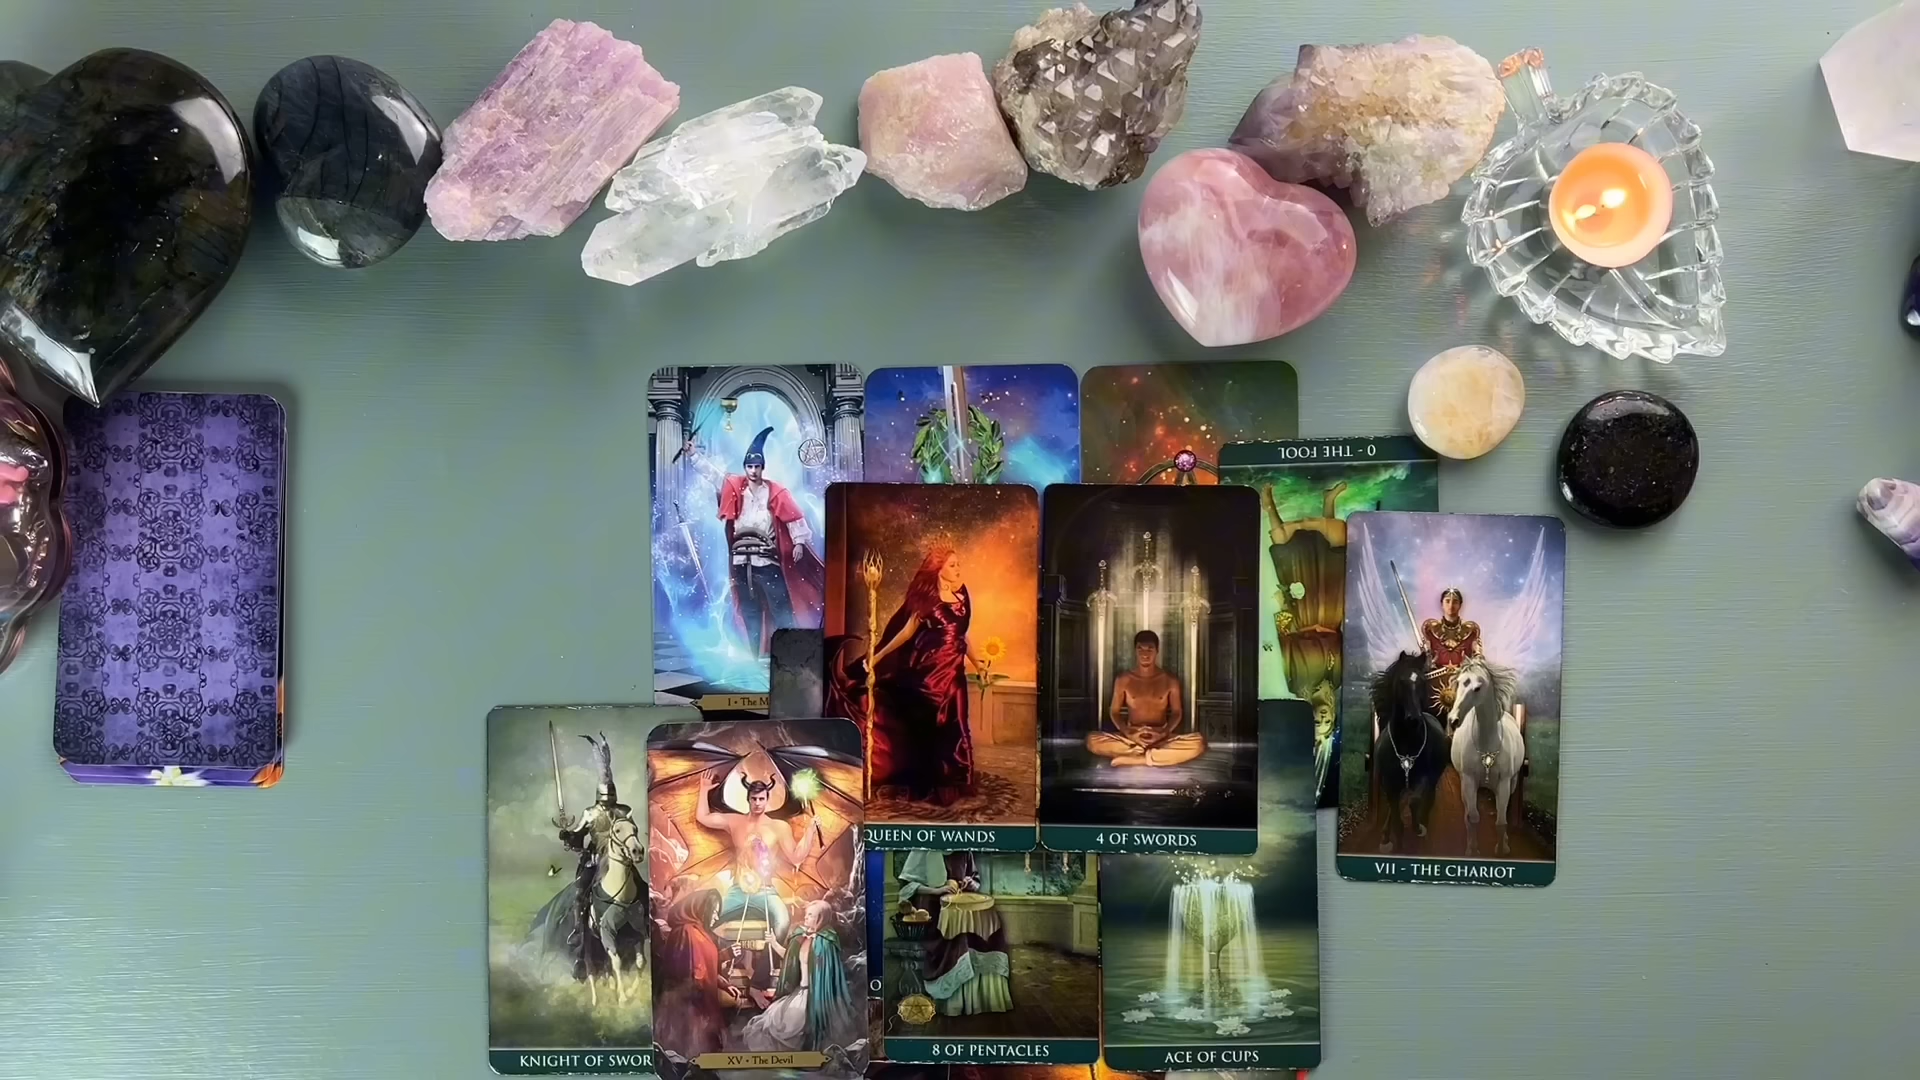 0 - THE FOOL
I • The M
QUEEN OF WANDS
4 OF SWORDS
VII - THE CHARIOT
KNIGHT OF SWOR
XV • The Devil
O
8 OF PENTACLES
ACE OF CUPS